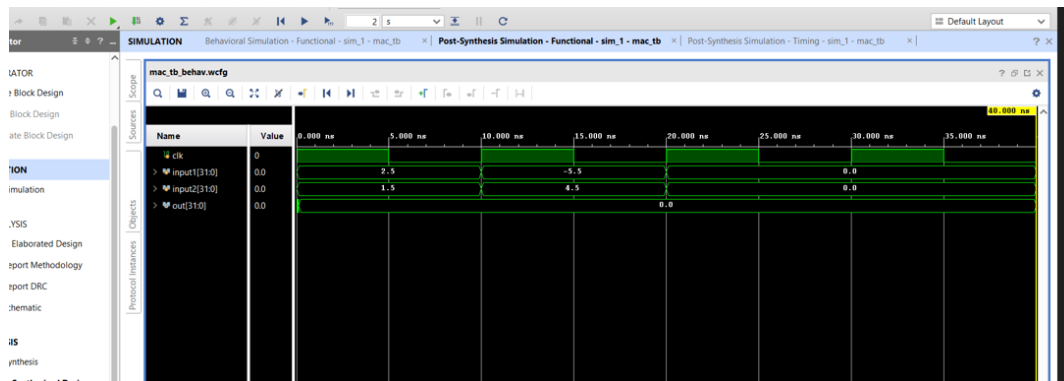 2 s
Default Layout
tor
? _
SIMULATION
Behavioral Simulation - Functional - sim_1 - mac_tb
Post-Synthesis Simulation - Functional - sim_1 - mac_tb
Post-Synthesis Simulation - Timing - sim_1 - mac_tb
RATOR
e Block Design
Block Design
ate Block Design
ION
imulation
.YSIS
Elaborated Design
eport Methodology
eport DRC
chematic
IS
ynthesis
Scope
Sources
Objects
Protocol Instances
mac_tb_behav.wcfg
40.000 ns
Name Value 0.000 ns 5.000 ns 10.000 ns 15.000 ns 20.000 ns 25.000 ns 30.000 ns 35.000 ns
clk 0
input1[31:0] 0.0 2.5 -5.5 0.0
input2[31:0] 0.0 1.5 4.5 0.0
out[31:0] 0.0 0.0